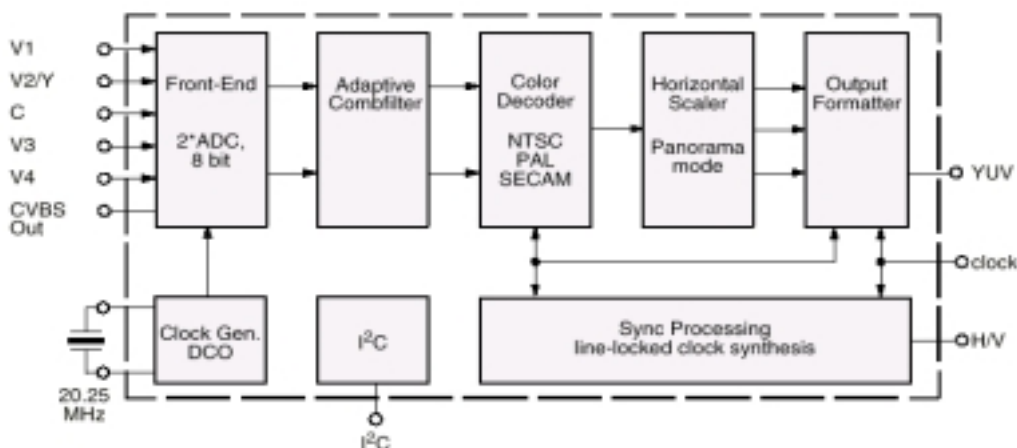 V1
V2/Y
C
V3
V4
CVBS
Out
Front-End
2*ADC,
8 bit
Adaptive
Combfilter
Color
Decoder
NTSC
PAL
SECAM
Horizontal
Scaler
Panorama
mode
Output
Formatter
YUV
clock
H/V
Clock Gen.
DCO
I²C
Sync Processing
line-locked clock synthesis
20.25
MHz
I²C